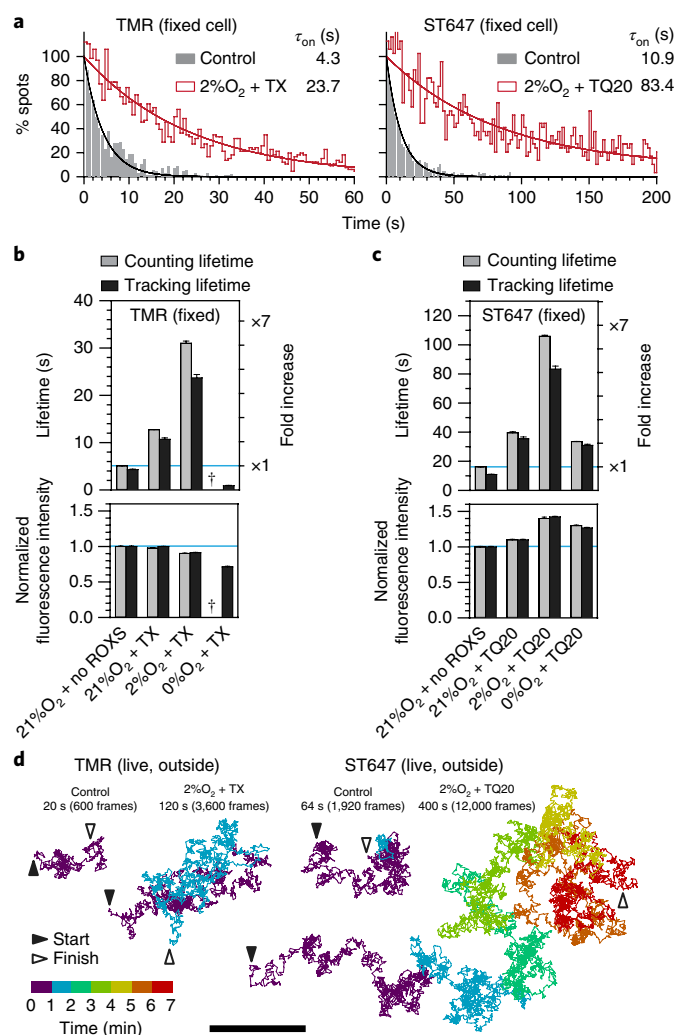 a
TMR (fixed cell)
τon (s)
Control 4.3
2%O2 + TX 23.7
% spots
100
80
60
40
20
0
0 10 20 30 40 50 60
ST647 (fixed cell)
τon (s)
Control 10.9
2%O2 + TQ20 83.4
0 50 100 150 200
Time (s)
b
Counting lifetime
Tracking lifetime
TMR (fixed)
Lifetime (s)
40
30
20
10
0
×7
×1
Fold increase
†
Normalized
fluorescence intensity
1.5
1.0
0.5
0.0
†
21%O2 + no ROXS
21%O2 + TX
2%O2 + TX
0%O2 + TX
c
Counting lifetime
Tracking lifetime
ST647 (fixed)
Lifetime (s)
120
100
80
60
40
20
0
×7
×1
Fold increase
Normalized
fluorescence intensity
1.5
1.0
0.5
0.0
21%O2 + no ROXS
21%O2 + TQ20
2%O2 + TQ20
0%O2 + TQ20
d
TMR (live, outside)
Control
20 s (600 frames)
2%O2 + TX
120 s (3,600 frames)
ST647 (live, outside)
Control
64 s (1,920 frames)
2%O2 + TQ20
400 s (12,000 frames)
Start
Finish
0 1 2 3 4 5 6 7
Time (min)